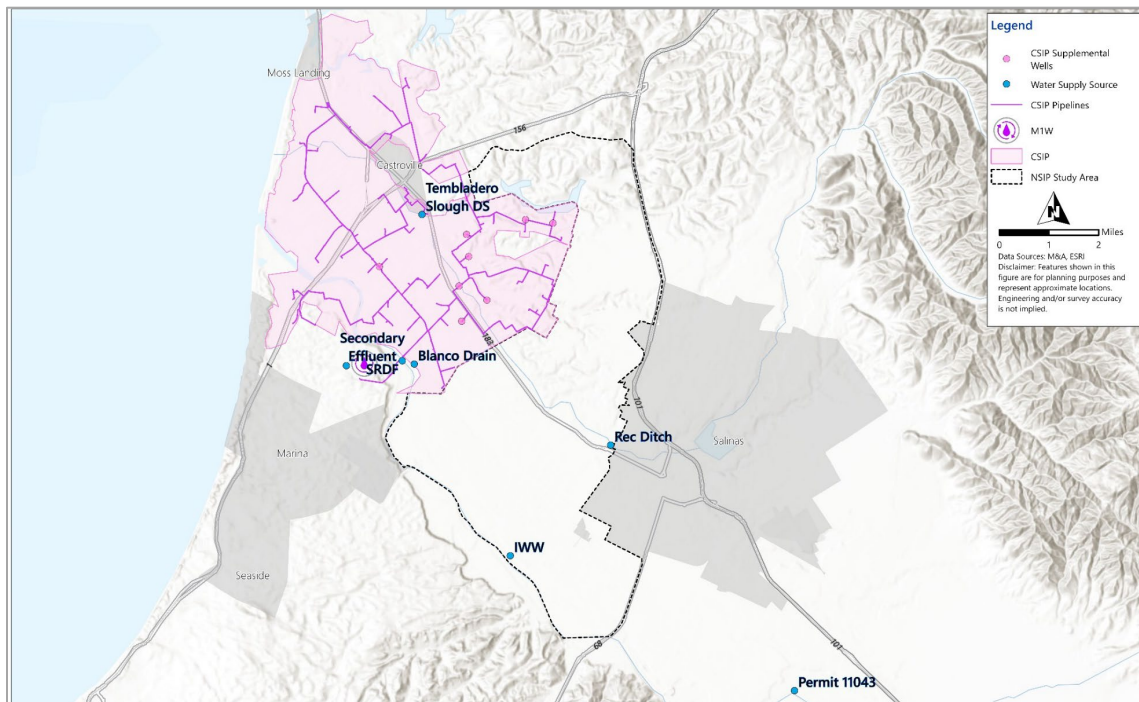 Legend
CSIP Supplemental
Wells
Water Supply Source
CSIP Pipelines
M1W
CSIP
NSIP Study Area
N
0 1 2 Miles
Data Sources: M&A, ESRI
Disclaimer: Features shown in this
figure are for planning purposes and
represent approximate locations.
Engineering and/or survey accuracy
is not implied.
Moss Landing
156
Castroville
Tembladero
Slough DS
183
Secondary
Effluent
SRDF
Blanco Drain
101
Rec Ditch
Salinas
Marina
IWW
Seaside
68
101
Permit 11043